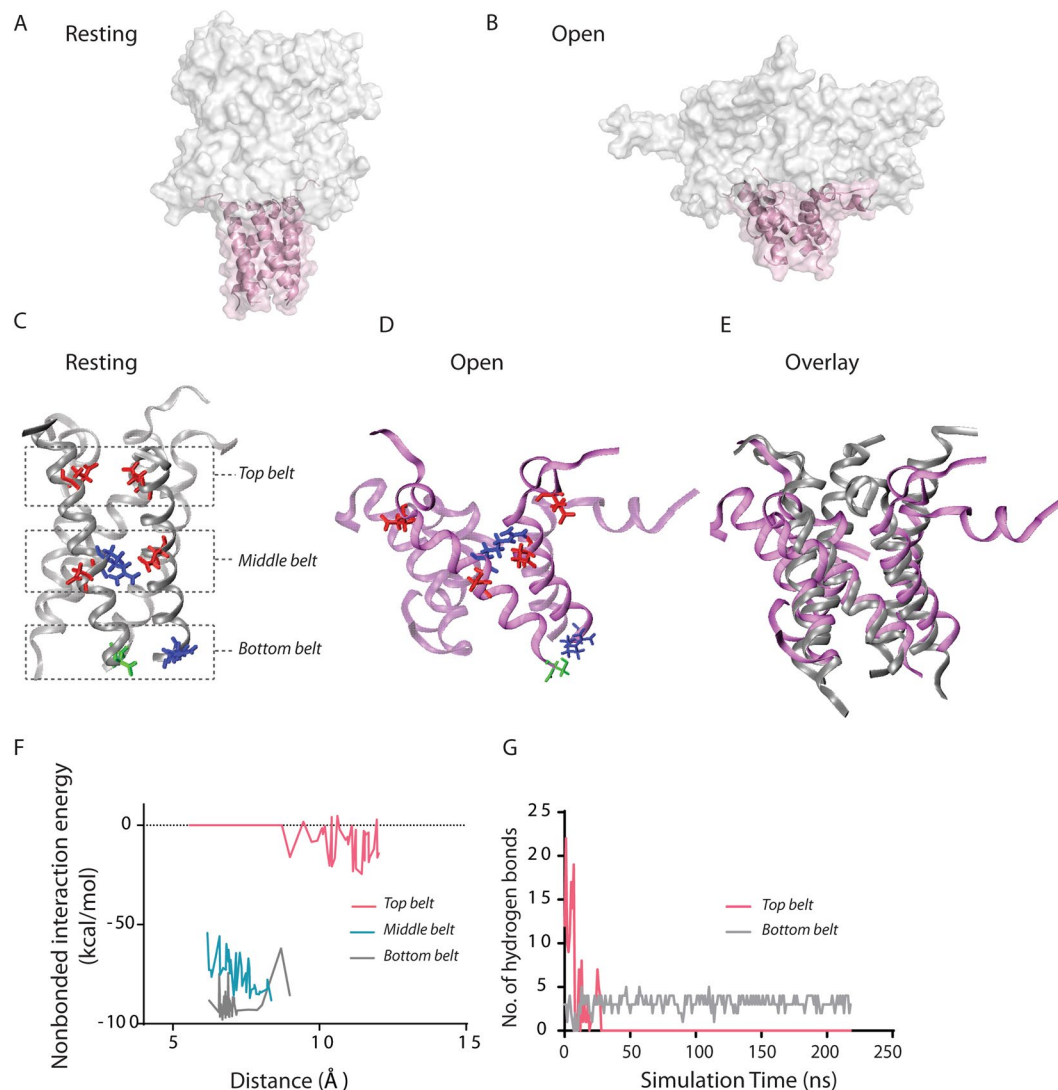 A
Resting
B
Open
C
Resting
Top belt
Middle belt
Bottom belt
D
Open
E
Overlay
F
Nonbonded interaction energy
(kcal/mol)
0
-50
-100
5
10
15
Distance (Å)
Top belt
Middle belt
Bottom belt
G
No. of hydrogen bonds
25
20
15
10
5
0
0
50
100
150
200
250
Simulation Time (ns)
Top belt
Bottom belt